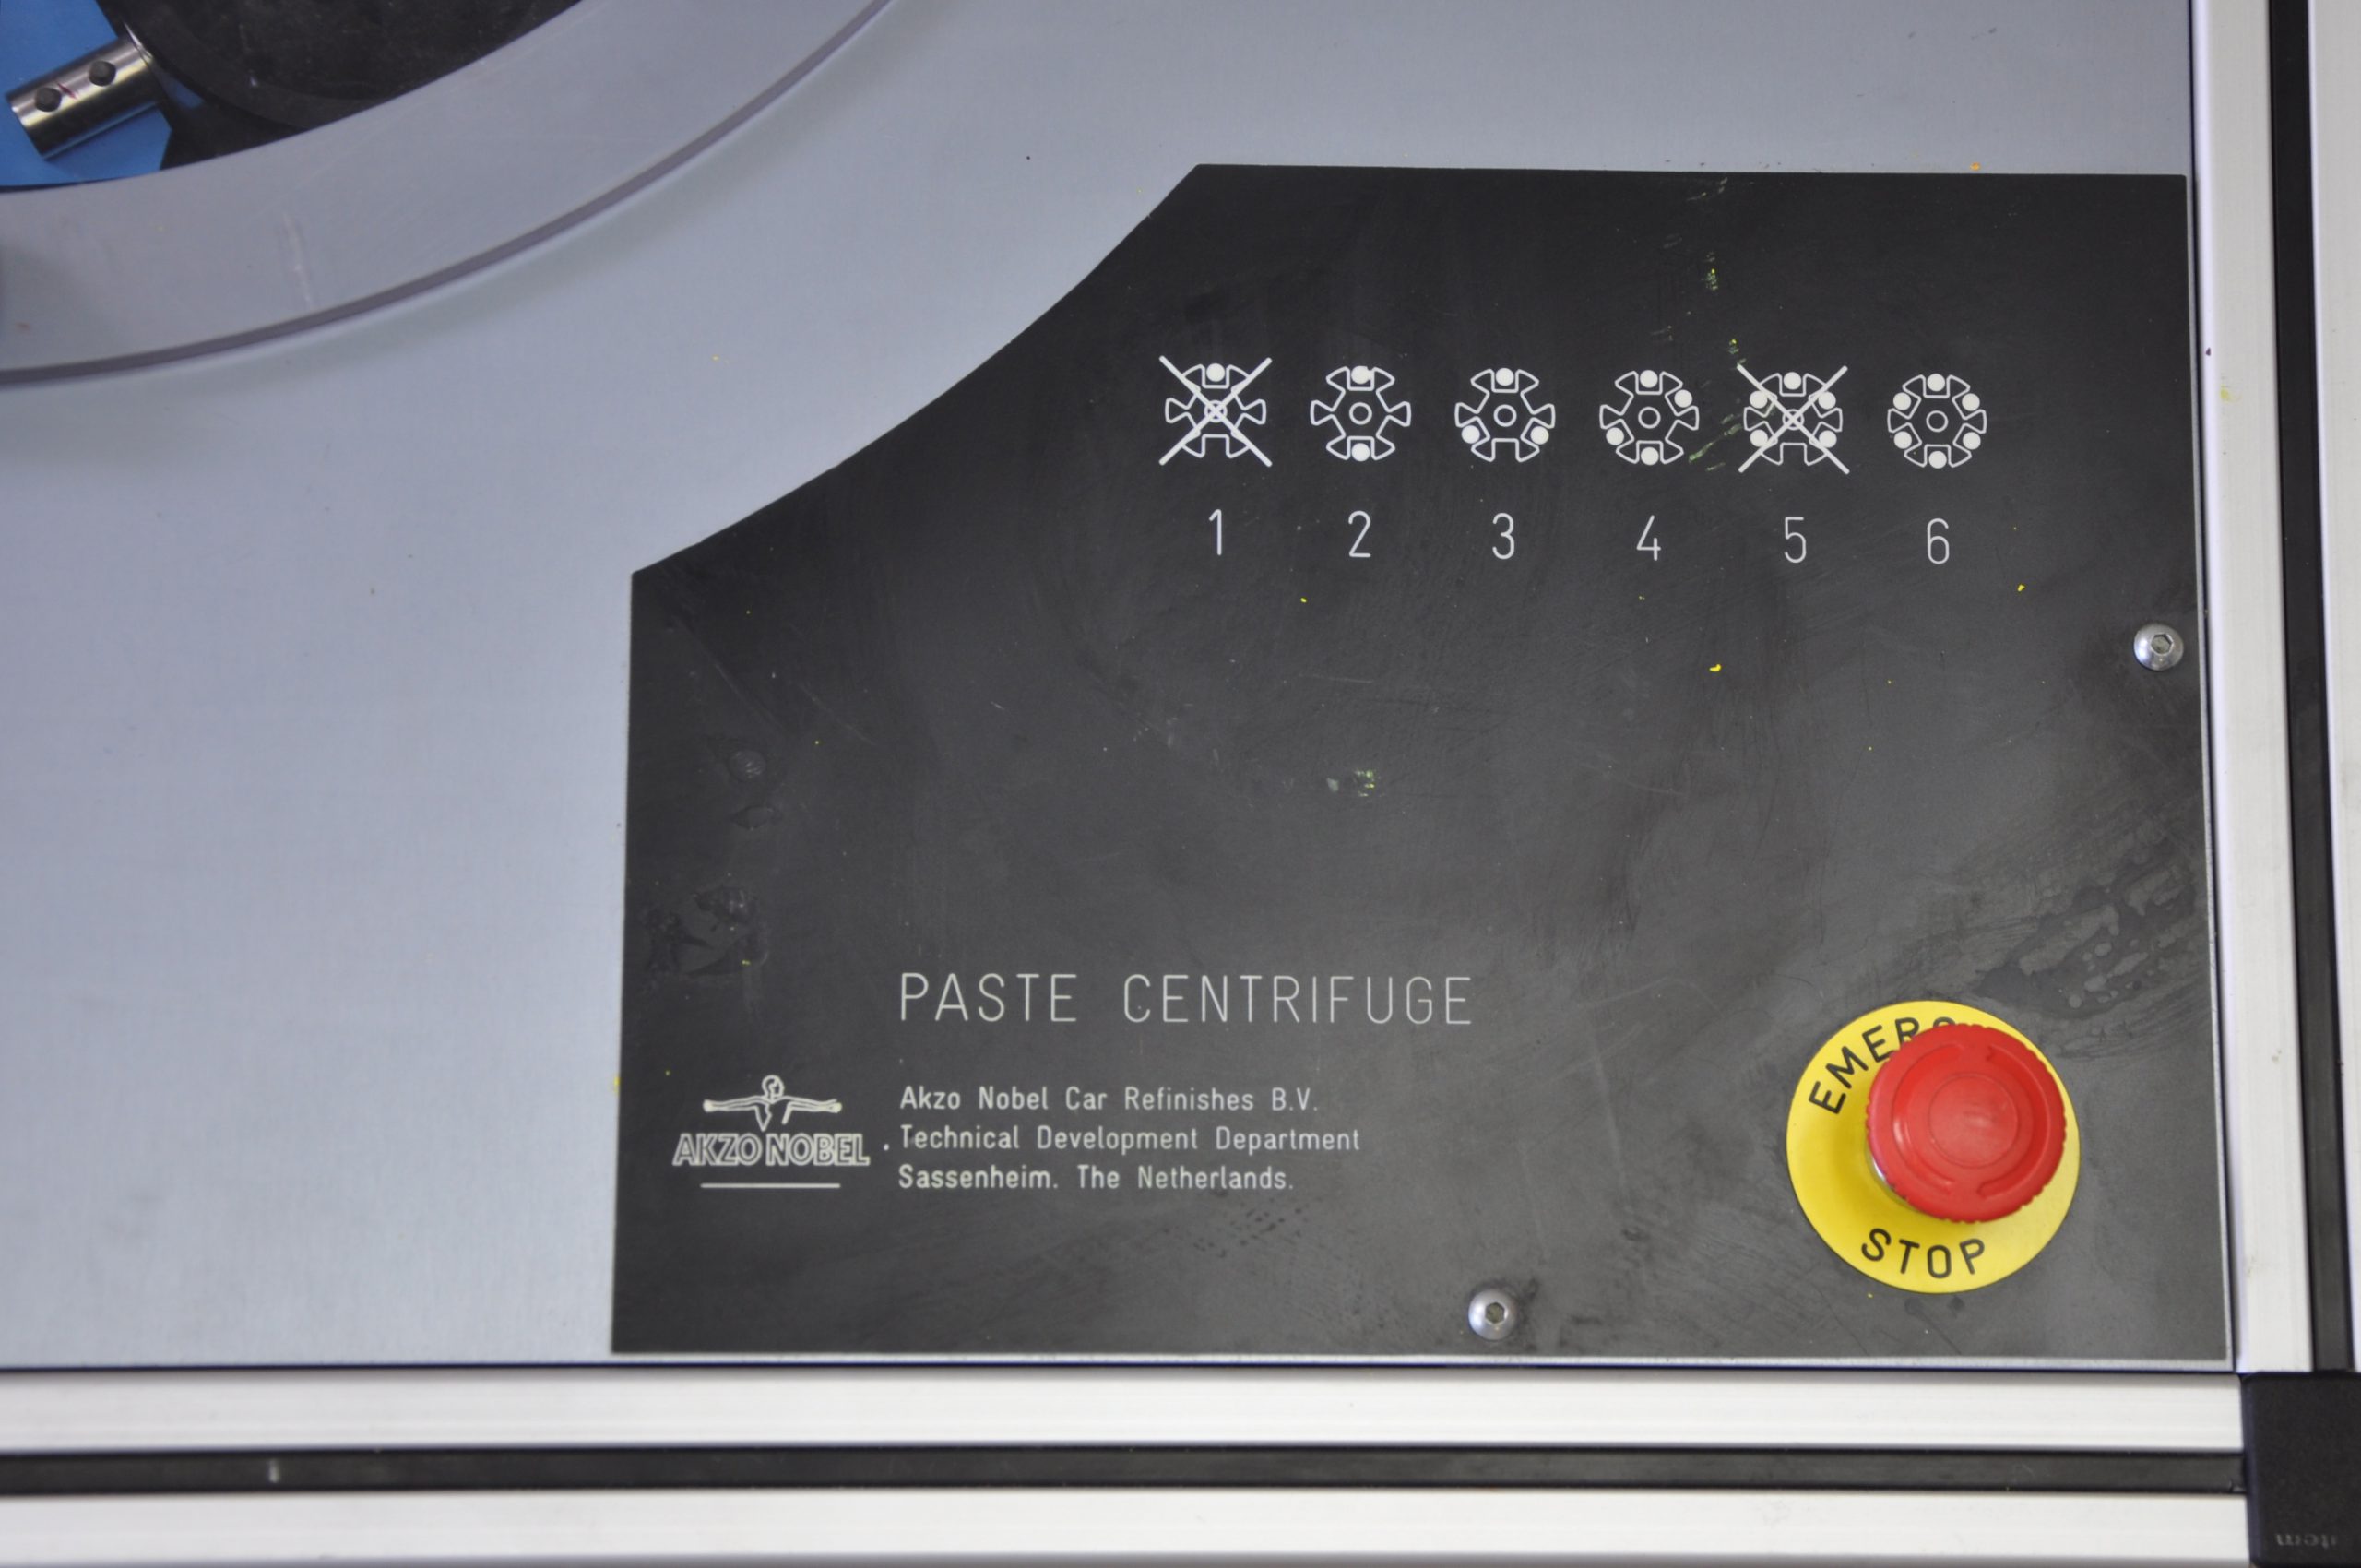 1 2 3 4 5 6
PASTE CENTRIFUGE
AKZO NOBEL
Akzo Nobel Car Refinishes B.V.
Technical Development Department
Sassenheim. The Netherlands.
STOP
item